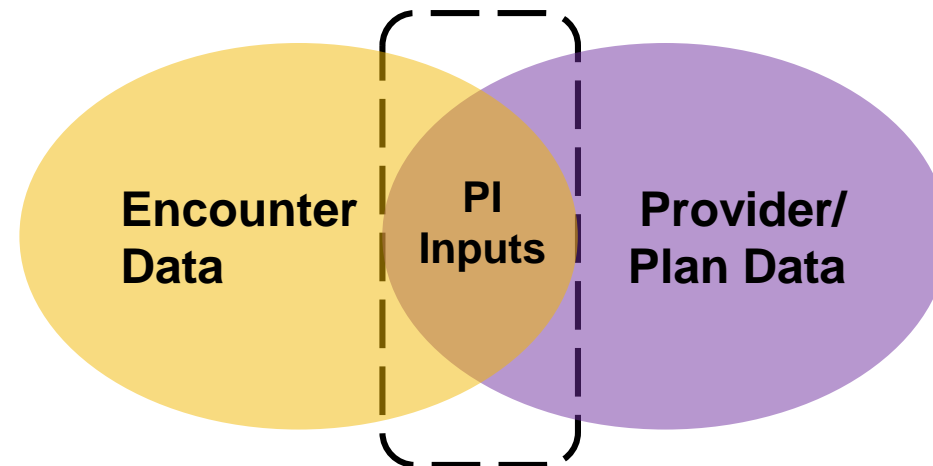 Encounter
Data
PI
Inputs
Provider/
Plan Data